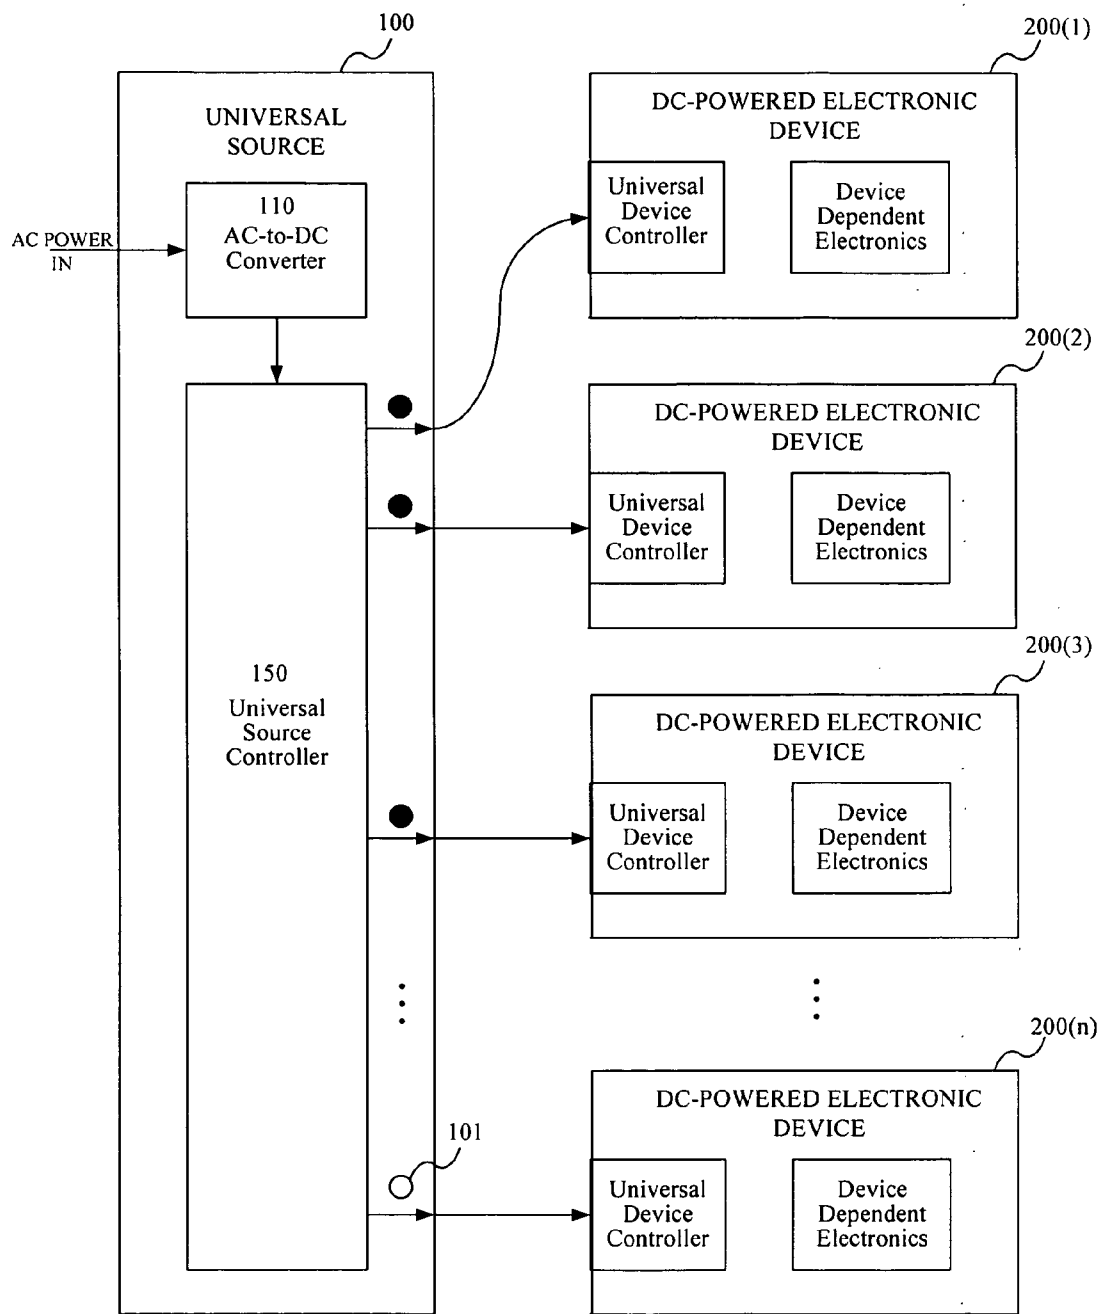 100
UNIVERSAL
SOURCE
110
AC-to-DC
Converter
AC POWER
IN
150
Universal
Source
Controller
101
200(1)
DC-POWERED ELECTRONIC
DEVICE
Universal
Device
Controller
Device
Dependent
Electronics
200(2)
DC-POWERED ELECTRONIC
DEVICE
Universal
Device
Controller
Device
Dependent
Electronics
200(3)
DC-POWERED ELECTRONIC
DEVICE
Universal
Device
Controller
Device
Dependent
Electronics
200(n)
DC-POWERED ELECTRONIC
DEVICE
Universal
Device
Controller
Device
Dependent
Electronics